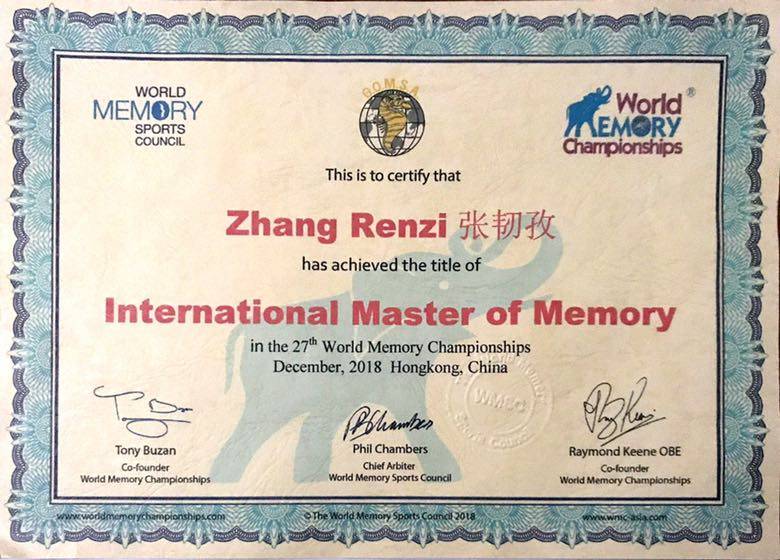 WORLD
MEMORY
SPORTS
COUNCIL
GOMSA
World
MEMORY
Championships
®
This is to certify that
Zhang Renzi 张韧孜
has achieved the title of
International Master of Memory
in the 27th World Memory Championships
December, 2018 Hongkong, China
WMSC
Tony Buzan
Co-founder
World Memory Championships
Phil Chambers
Chief Arbiter
World Memory Sports Council
Raymond Keene OBE
Co-founder
World Memory Championships
www.worldmemorychampionships.com
© The World Memory Sports Council 2018
www.wmc-asia.com